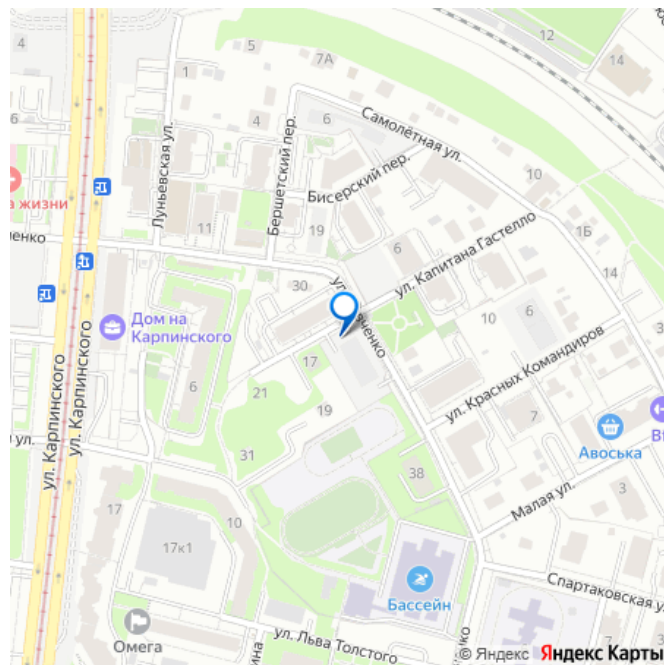 4
5
7А
12
14
1
6
4
6
Самолётная ул.
Луньевская ул.
Бершетский пер.
Бисерский пер.
10
а жизни
11
19
6
1Б
ченко
ул. Капитана Гастелло
14
30
Дом на
Карпинского
ул. Карпинского
ул. Карпинского
10
6
ул. Красных Командиров
17
21
6
19
7
Авоська
31
38
Малая ул.
3
ул.
17
10
17к1
Бассейн
Спартаковская ул.
Омега
ул. Льва Толстого
© Яндекс Яндекс Карты